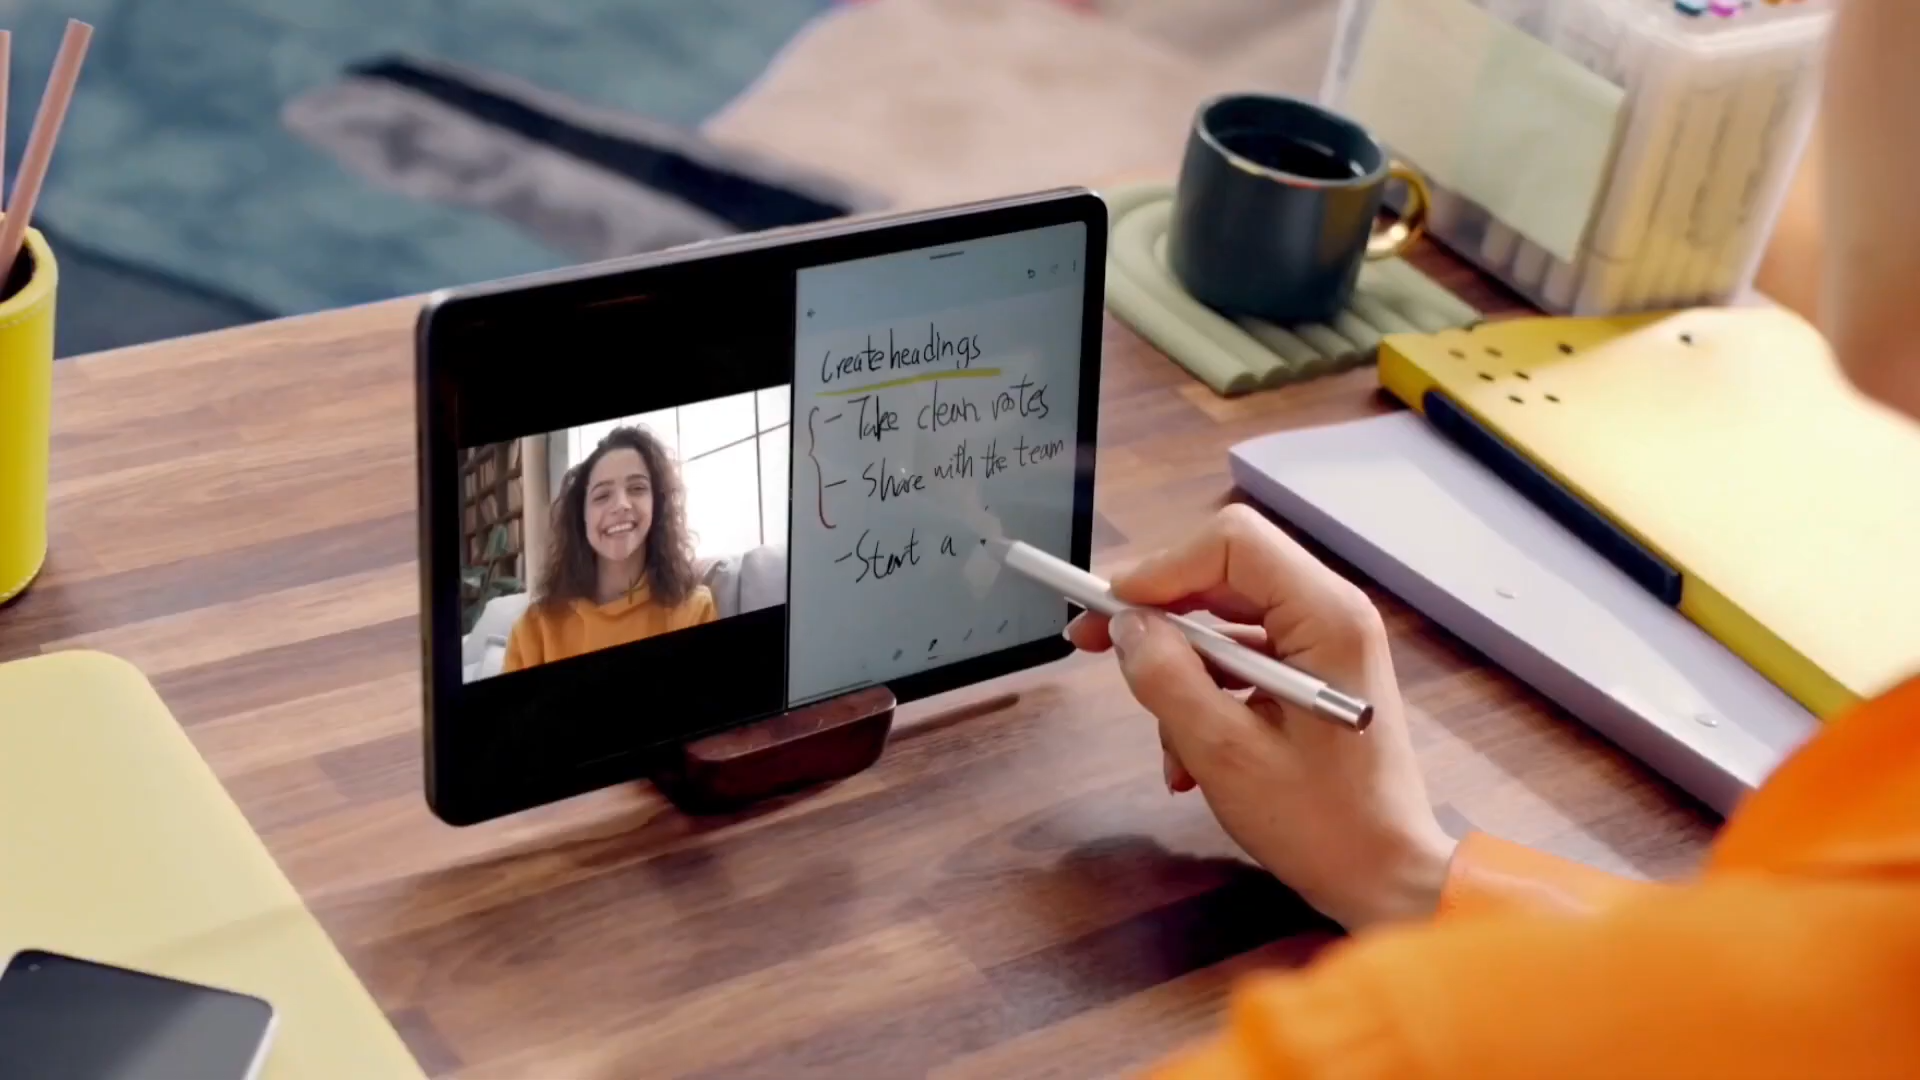 Create headings
- Take clean notes
- Share with the team
- Start a